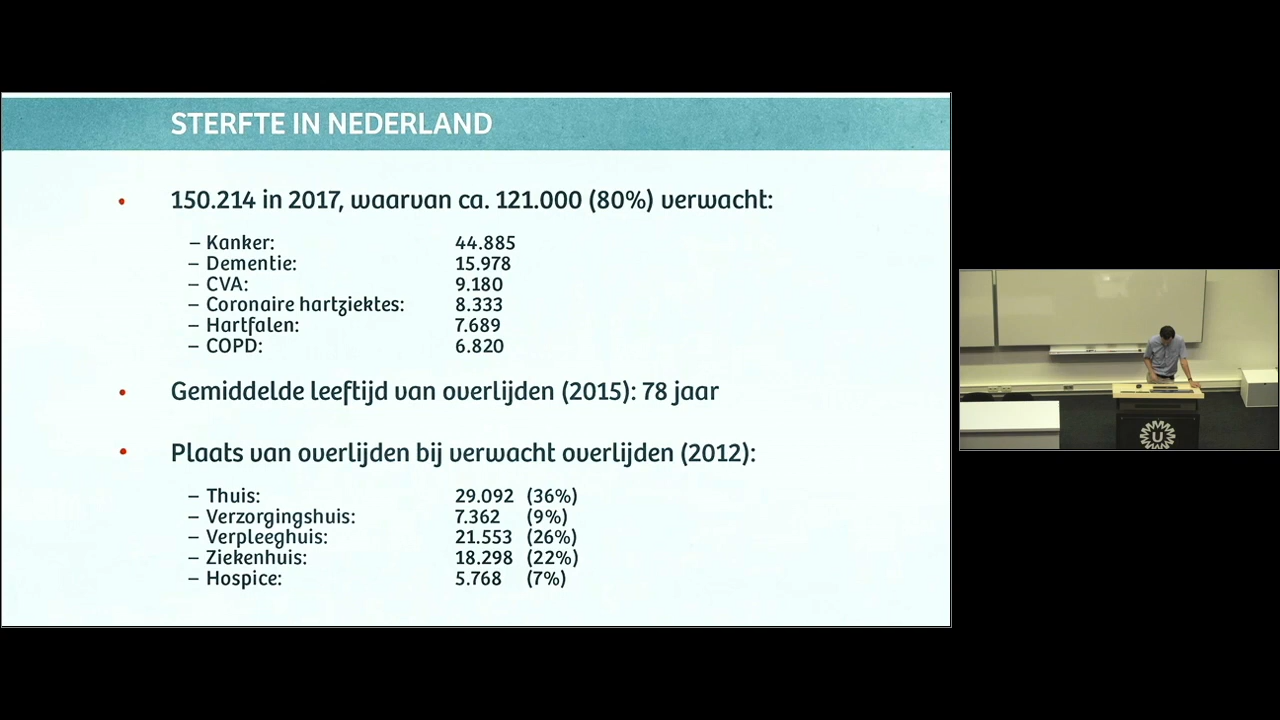 STERFTE IN NEDERLAND
• 150.214 in 2017, waarvan ca. 121.000 (80%) verwacht:
– Kanker: 44.885
– Dementie: 15.978
– CVA: 9.180
– Coronaire hartziektes: 8.333
– Hartfalen: 7.689
– COPD: 6.820
• Gemiddelde leeftijd van overlijden (2015): 78 jaar
• Plaats van overlijden bij verwacht overlijden (2012):
– Thuis: 29.092 (36%)
– Verzorgingshuis: 7.362 (9%)
– Verpleeghuis: 21.553 (26%)
– Ziekenhuis: 18.298 (22%)
– Hospice: 5.768 (7%)
U